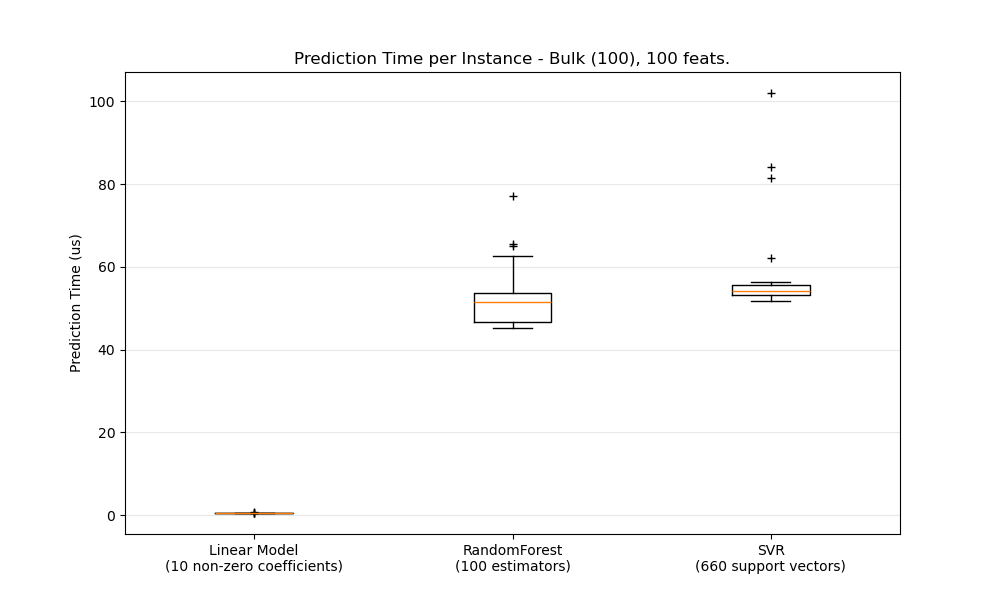 Prediction Time per Instance - Bulk (100), 100 feats.
Prediction Time (us)
100
80
60
40
20
0
Linear Model
(10 non-zero coefficients)
RandomForest
(100 estimators)
SVR
(660 support vectors)